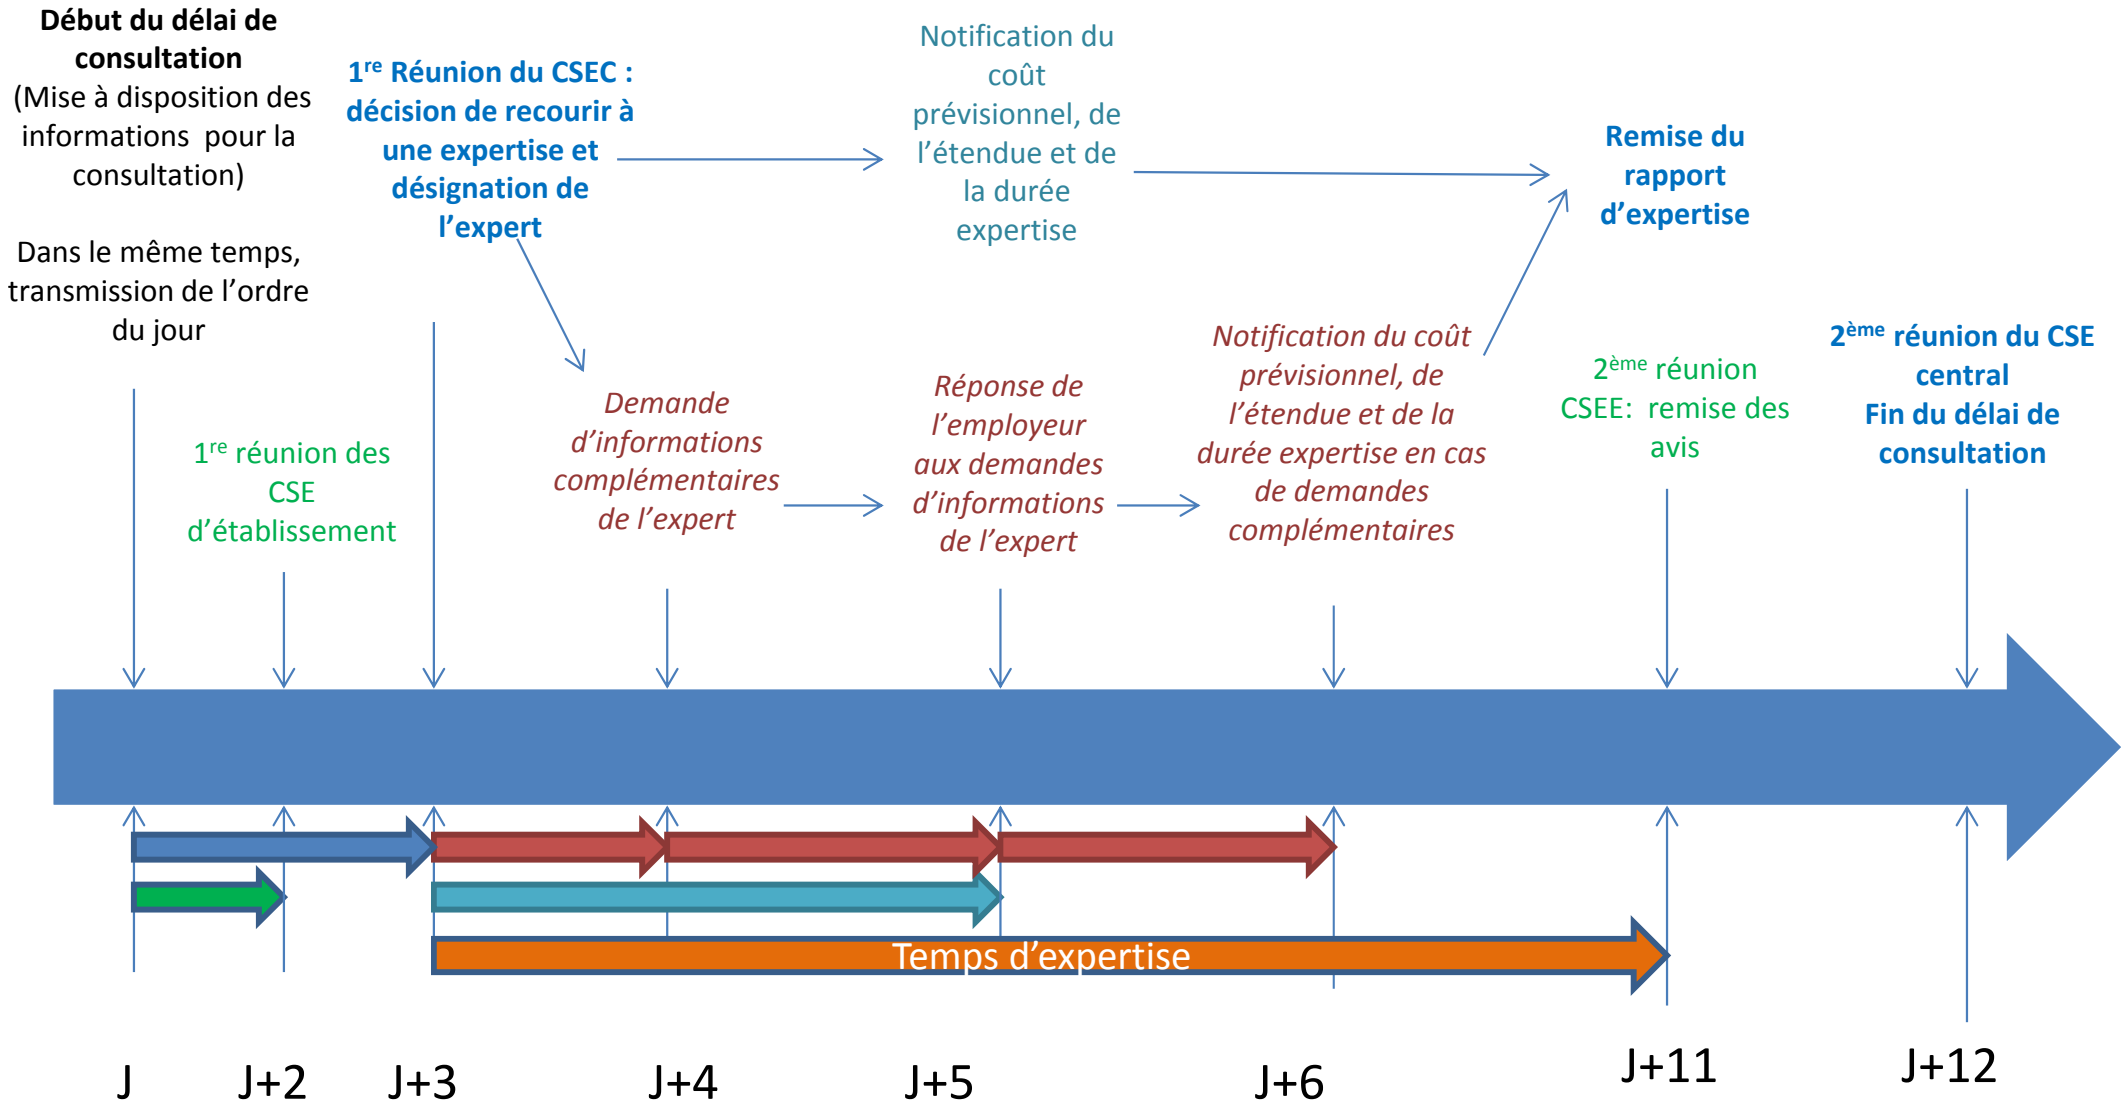 Début du délai de
consultation
(Mise à disposition des
informations pour la
consultation)
Dans le même temps,
transmission de l’ordre
du jour
1re réunion des
CSE
d’établissement
1re Réunion du CSEC :
décision de recourir à
une expertise et
désignation de
l’expert
Notification du
coût
prévisionnel, de
l’étendue et de
la durée
expertise
Remise du
rapport
d’expertise
Demande
d’informations
complémentaires
de l’expert
Réponse de
l’employeur
aux demandes
d’informations
de l’expert
Notification du coût
prévisionnel, de
l’étendue et de la
durée expertise en cas
de demandes
complémentaires
2ème réunion
CSEE: remise des
avis
2ème réunion du CSE
central
Fin du délai de
consultation
Temps d’expertise
J
J+2
J+3
J+4
J+5
J+6
J+11
J+12